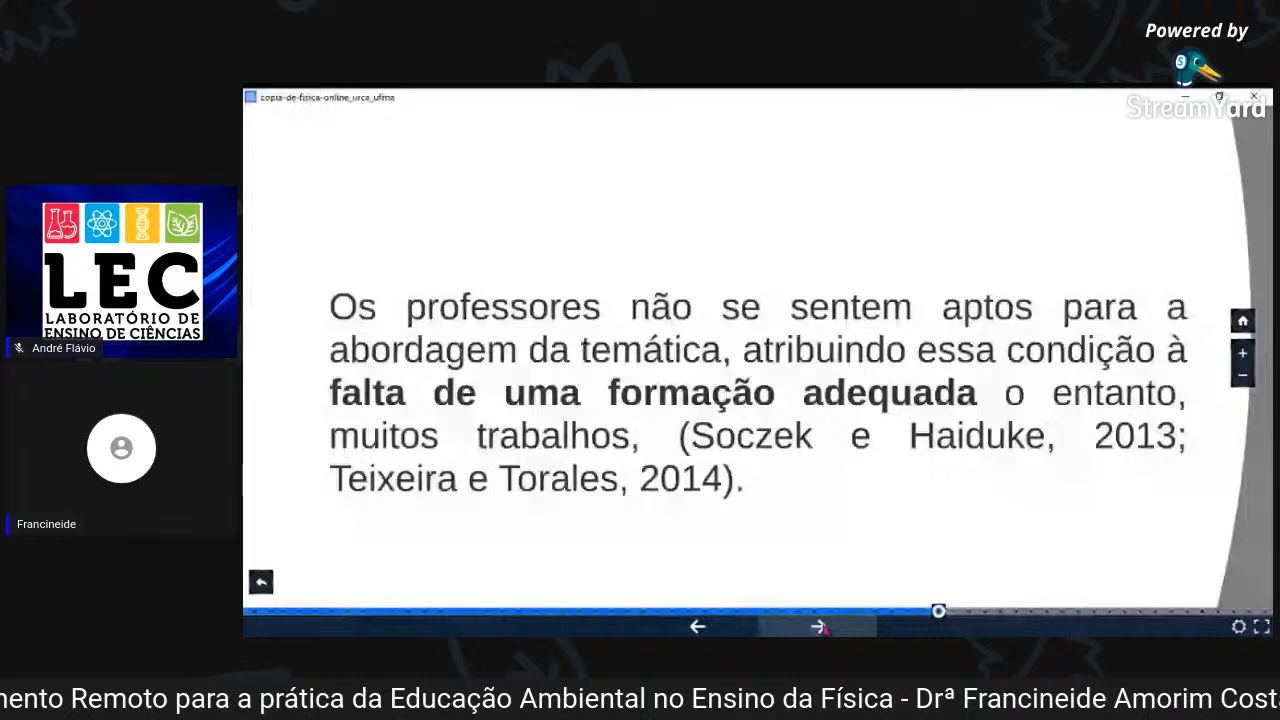 Powered by
StreamYard
copia-de-fisica-online_urca_ufma
LEC
LABORATÓRIO DE
ENSINO DE CIÊNCIAS
André Flávio
Os professores não se sentem aptos para a
abordagem da temática, atribuindo essa condição à
falta de uma formação adequada o entanto,
muitos trabalhos, (Soczek e Haiduke, 2013;
Teixeira e Torales, 2014).
Francineide
mento Remoto para a prática da Educação Ambiental no Ensino da Física - Drª Francineide Amorim Cost